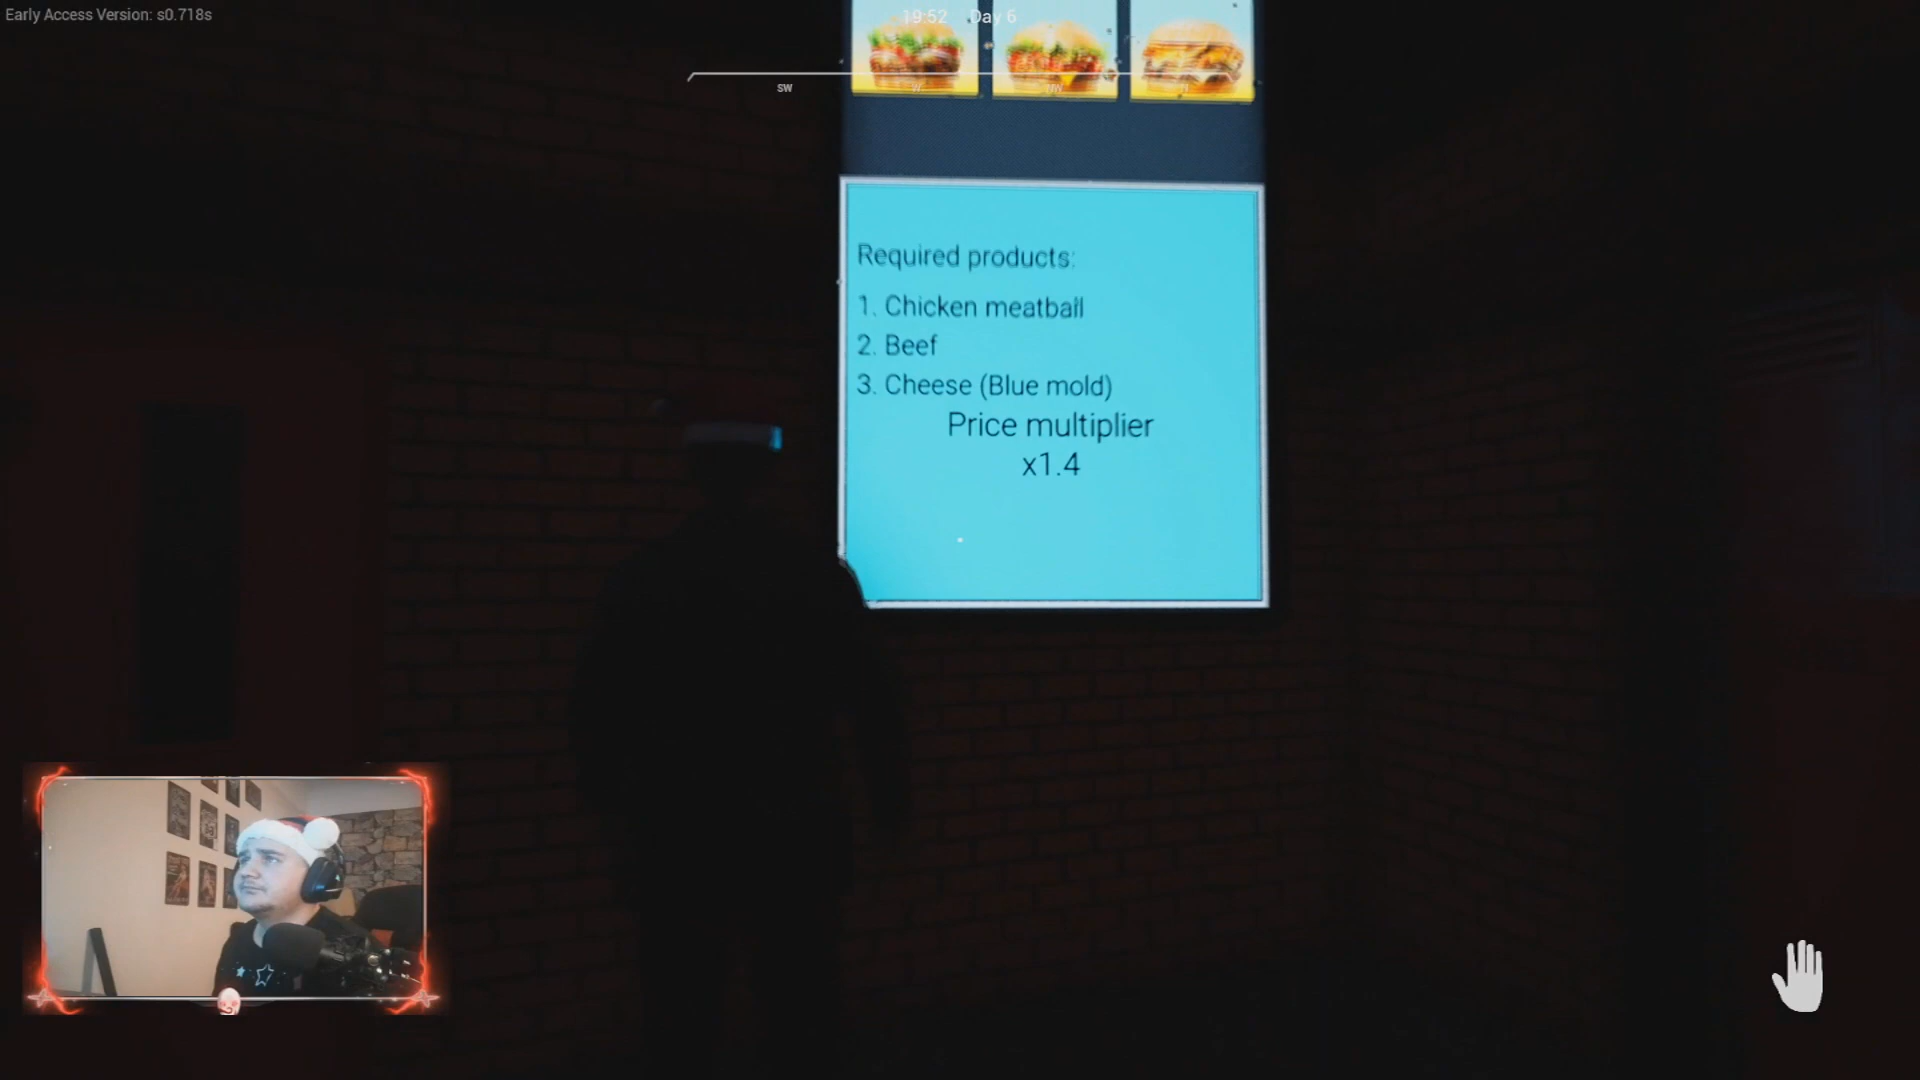 Early Access Version: s0.718s
19:52 Day 6
SW W NW N
Required products:
1. Chicken meatball
2. Beef
3. Cheese (Blue mold)
Price multiplier
x1.4